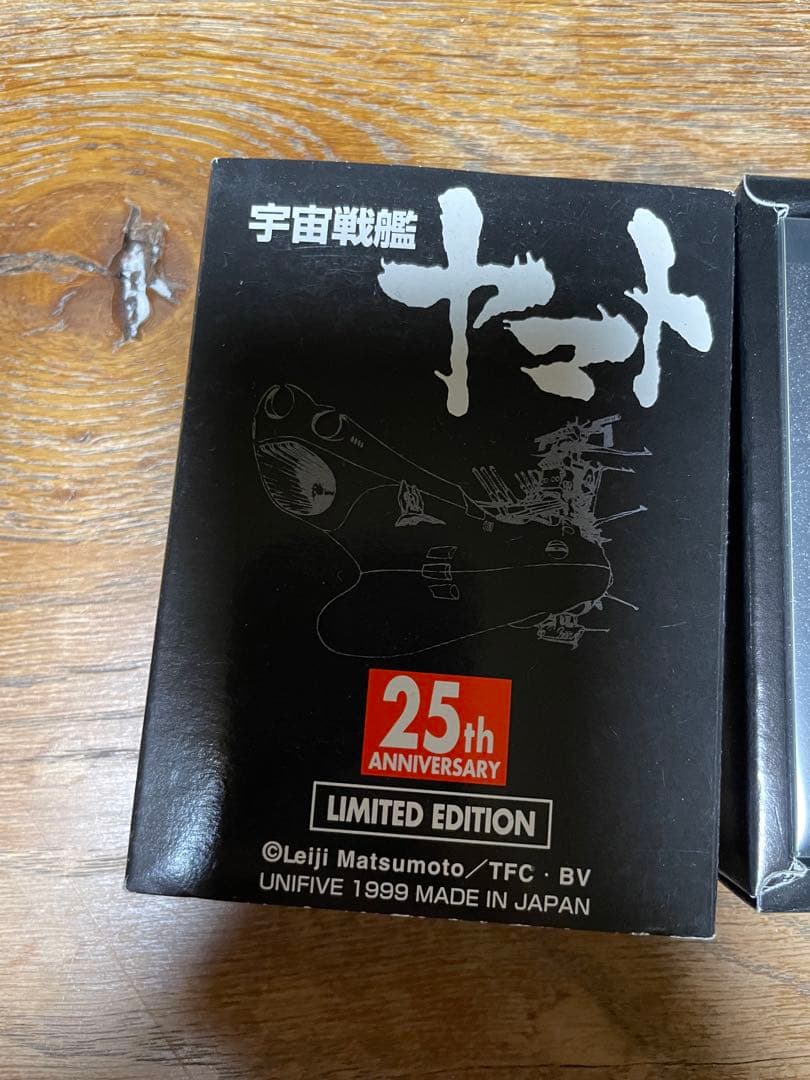 宇宙戦艦
ヤマト
25th
ANNIVERSARY
LIMITED EDITION
©Leiji Matsumoto／TFC・BV
UNIFIVE 1999 MADE IN JAPAN